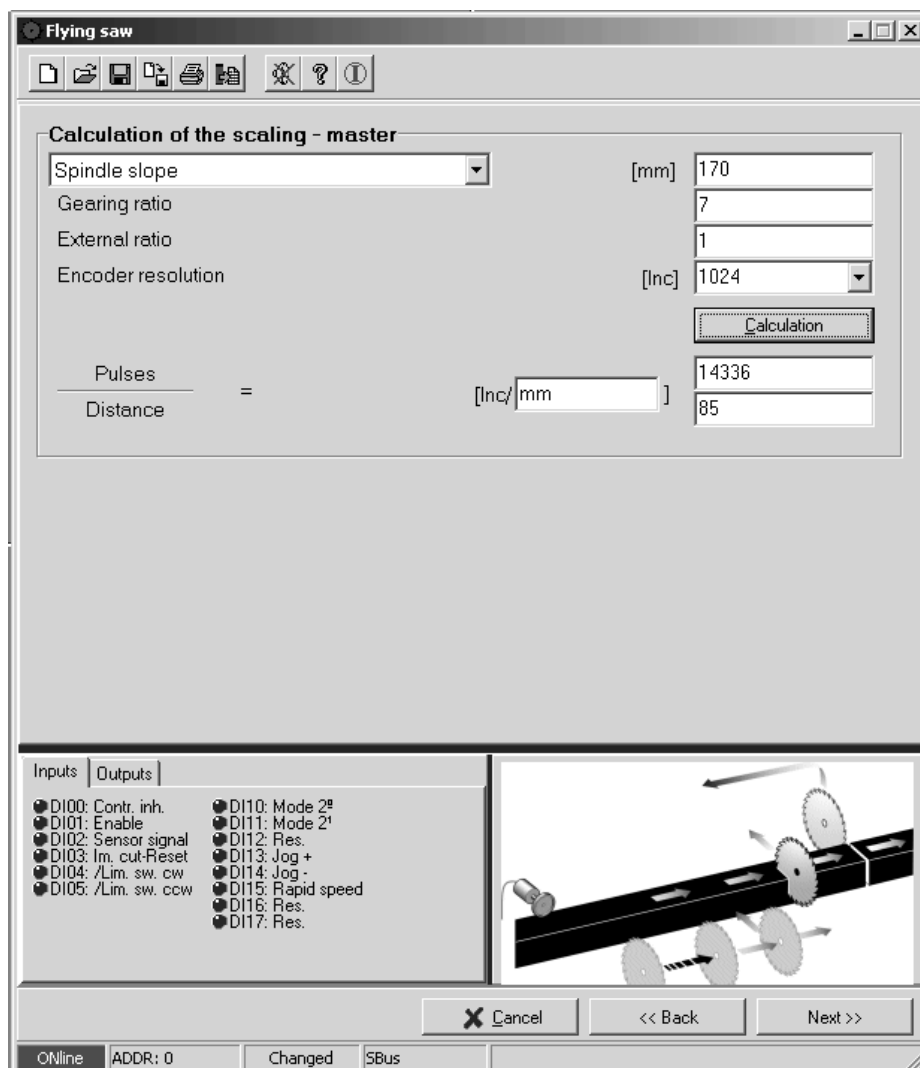 Flying saw
Calculation of the scaling - master
Spindle slope [mm] 170
Gearing ratio 7
External ratio 1
Encoder resolution [Inc] 1024
Calculation
Pulses 14336
= [Inc/ mm ]
Distance 85
Inputs Outputs
DI00: Contr. inh. DI10: Mode 2º
DI01: Enable DI11: Mode 2¹
DI02: Sensor signal DI12: Res.
DI03: Im. cut-Reset DI13: Jog +
DI04: /Lim. sw. cw DI14: Jog -
DI05: /Lim. sw. ccw DI15: Rapid speed
DI16: Res.
DI17: Res.
Cancel << Back Next >>
ONline ADDR: 0 Changed SBus